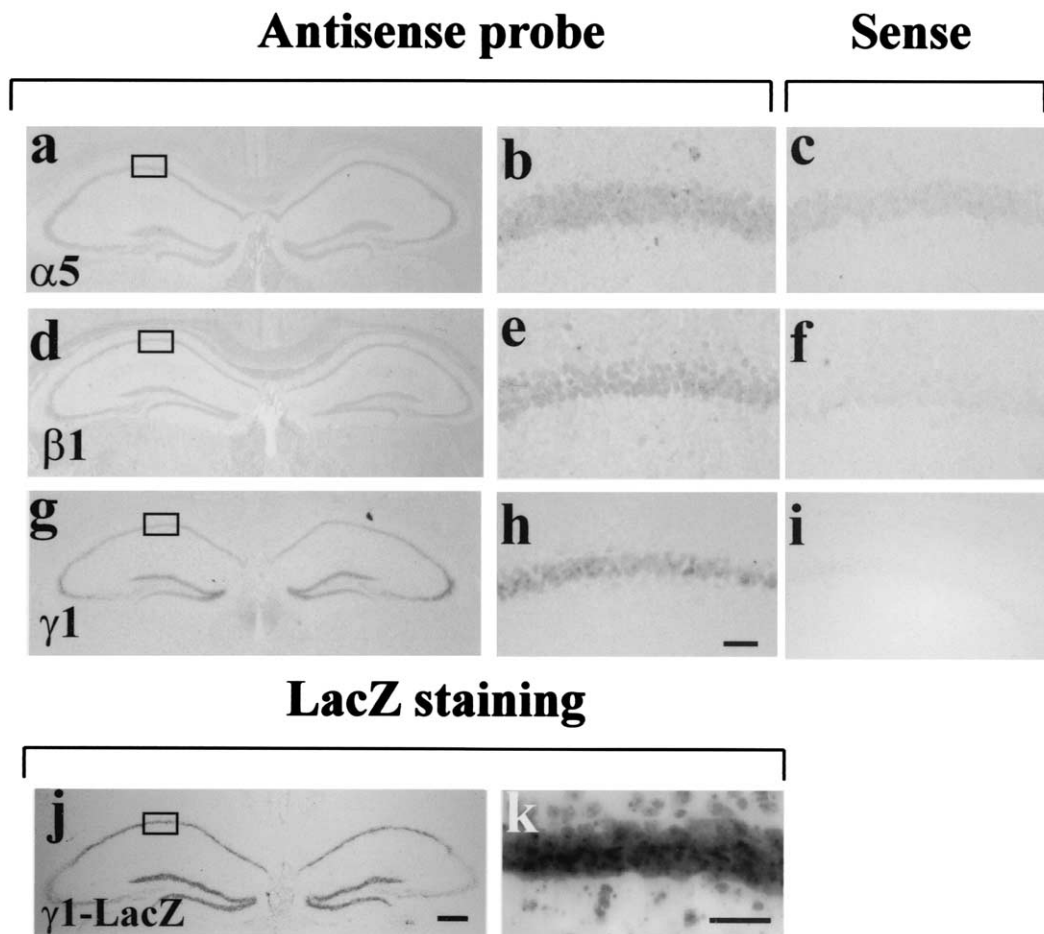 Antisense probe Sense
a b c
α5
d e f
β1
g h i
γ1
LacZ staining
j k
γ1-LacZ